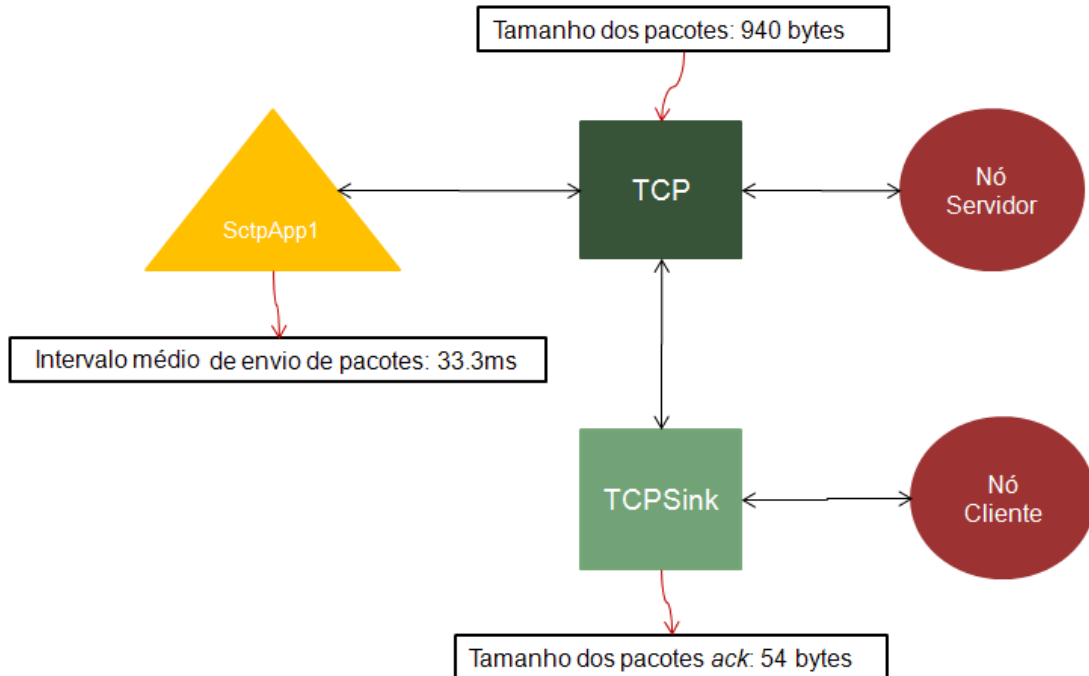 Tamanho dos pacotes: 940 bytes
TCP
Nó
Servidor
SctpApp1
Intervalo médio de envio de pacotes: 33.3ms
TCPSink
Nó
Cliente
Tamanho dos pacotes ack: 54 bytes